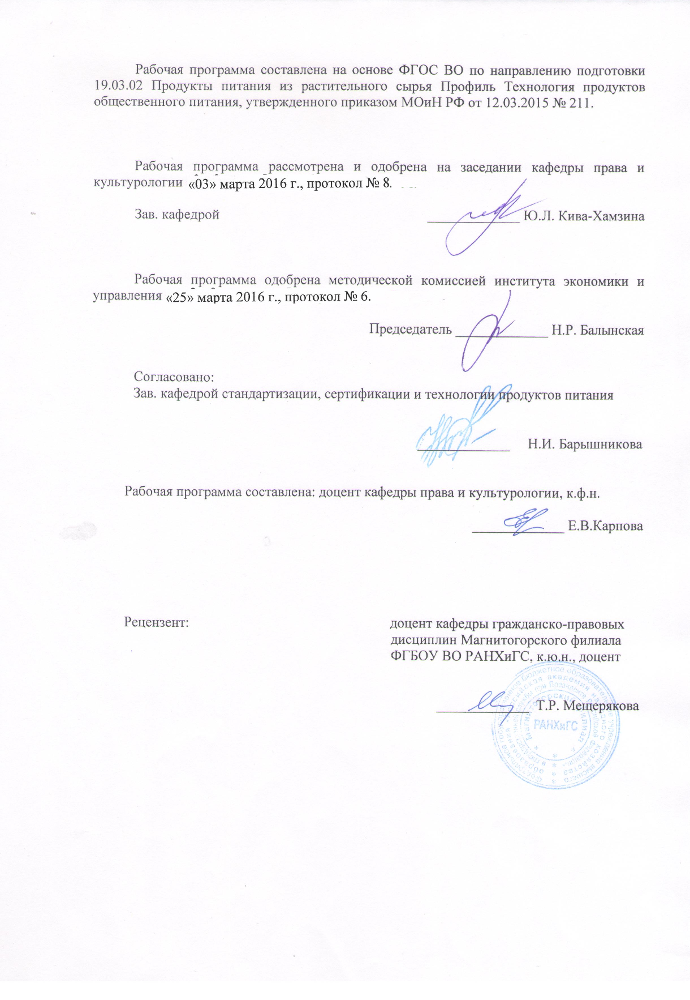 Рабочая программа составлена на основе ФГОС ВО по направлению подготовки
19.03.02 Продукты питания из растительного сырья Профиль Технология продуктов
общественного питания, утвержденного приказом МОиН РФ от 12.03.2015 № 211.
Рабочая программа рассмотрена и одобрена на заседании кафедры права и
культурологии «03» марта 2016 г., протокол № 8.
Зав. кафедрой _____________ Ю.Л. Кива-Хамзина
Рабочая программа одобрена методической комиссией института экономики и
управления «25» марта 2016 г., протокол № 6.
Председатель _____________ Н.Р. Балынская
Согласовано:
Зав. кафедрой стандартизации, сертификации и технологии продуктов питания
_____________ Н.И. Барышникова
Рабочая программа составлена: доцент кафедры права и культурологии, к.ф.н.
_____________ Е.В.Карпова
Рецензент: доцент кафедры гражданско-правовых
дисциплин Магнитогорского филиала
ФГБОУ ВО РАНХиГС, к.ю.н., доцент
_____________ Т.Р. Мещерякова
РАНХиГС